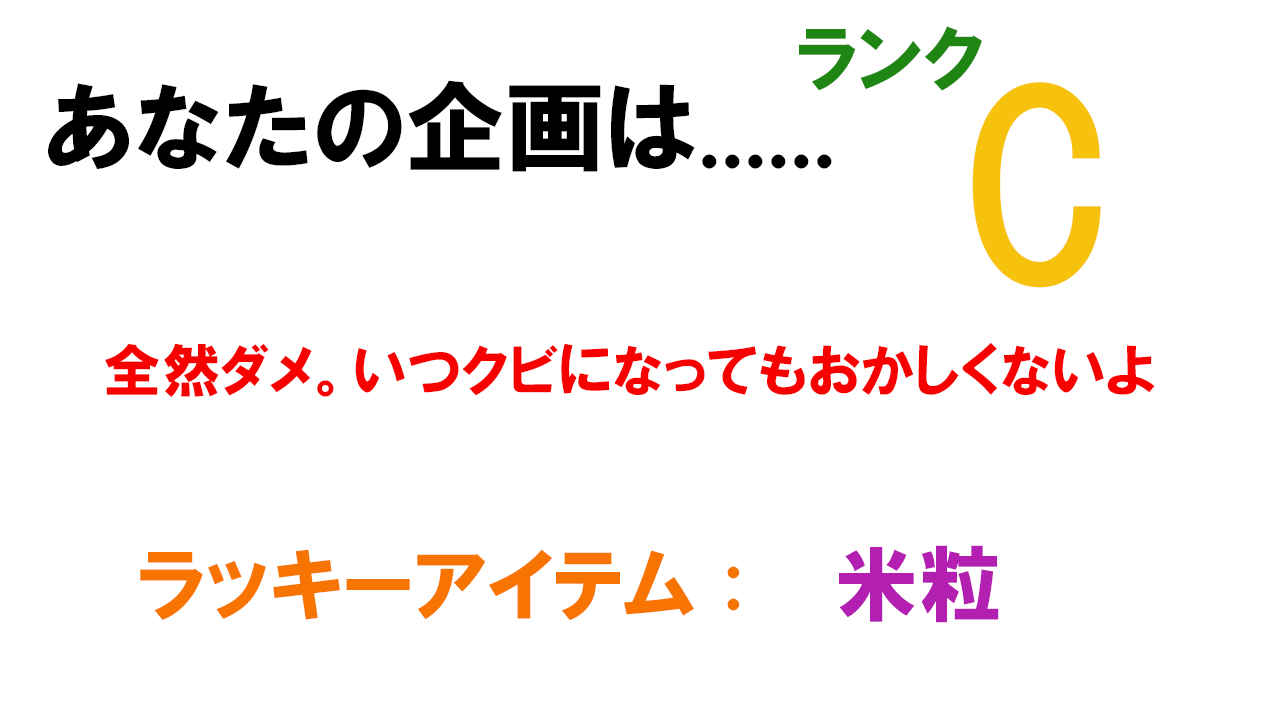 あなたの企画は......
ランク
C
全然ダメ。いつクビになってもおかしくないよ
ラッキーアイテム： 米粒